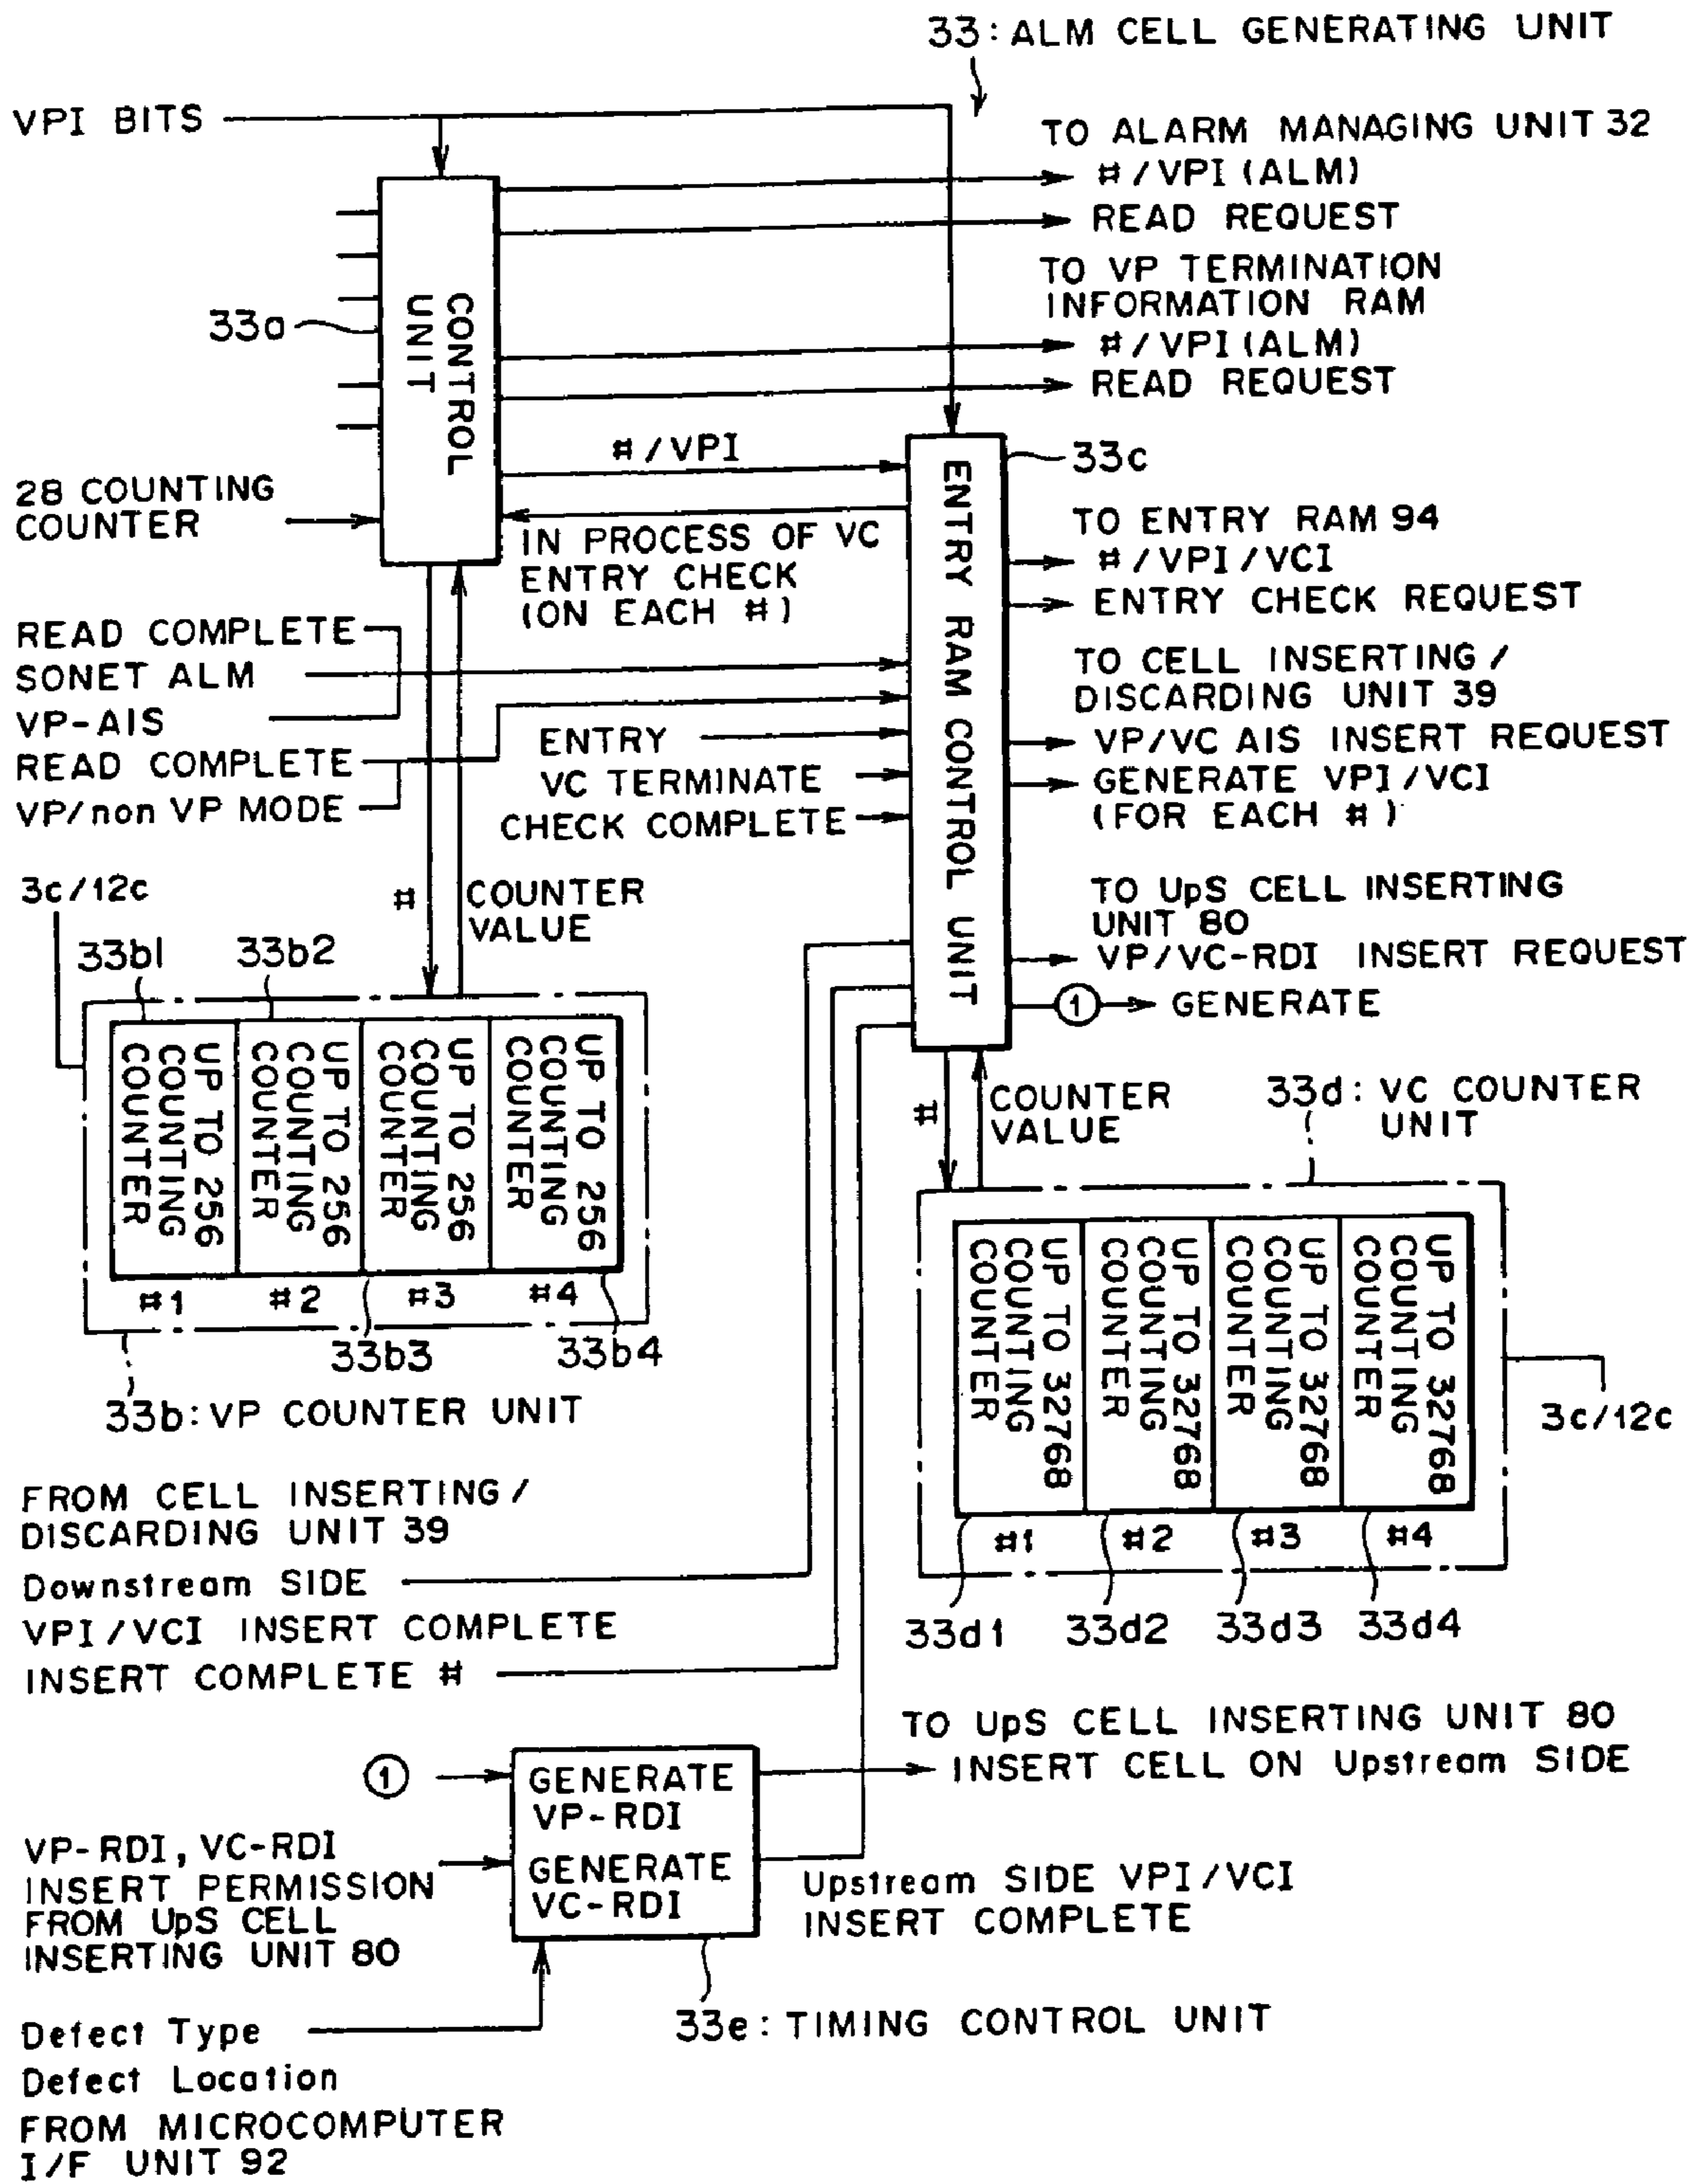 33: ALM CELL GENERATING UNIT
VPI BITS
TO ALARM MANAGING UNIT 32
#/VPI (ALM)
READ REQUEST
TO VP TERMINATION
INFORMATION RAM
#/VPI (ALM)
READ REQUEST
33a
CONTROL
UNIT
#/VPI
33c
28 COUNTING
COUNTER
IN PROCESS OF VC
ENTRY CHECK
(ON EACH #)
ENTRY RAM CONTROL UNIT
TO ENTRY RAM 94
#/VPI/VCI
ENTRY CHECK REQUEST
READ COMPLETE
SONET ALM
VP-AIS
READ COMPLETE
VP/non VP MODE
ENTRY
VC TERMINATE
CHECK COMPLETE
TO CELL INSERTING/
DISCARDING UNIT 39
VP/VC AIS INSERT REQUEST
GENERATE VPI/VCI
(FOR EACH #)
3c/12c
#
COUNTER
VALUE
TO UpS CELL INSERTING
UNIT 80
VP/VC-RDI INSERT REQUEST
1
GENERATE
33b1
33b2
UP TO 256
COUNTING
COUNTER
UP TO 256
COUNTING
COUNTER
UP TO 256
COUNTING
COUNTER
UP TO 256
COUNTING
COUNTER
#1
#2
#3
#4
33b3
33b4
33b: VP COUNTER UNIT
#
COUNTER
VALUE
33d: VC COUNTER
UNIT
UP TO 32768
COUNTING
COUNTER
UP TO 32768
COUNTING
COUNTER
UP TO 32768
COUNTING
COUNTER
UP TO 32768
COUNTING
COUNTER
3c/12c
#1
#2
#3
#4
33d1
33d2
33d3
33d4
FROM CELL INSERTING/
DISCARDING UNIT 39
Downstream SIDE
VPI/VCI INSERT COMPLETE
INSERT COMPLETE #
TO UpS CELL INSERTING UNIT 80
INSERT CELL ON Upstream SIDE
1
GENERATE
VP-RDI
GENERATE
VC-RDI
VP-RDI, VC-RDI
INSERT PERMISSION
FROM UpS CELL
INSERTING UNIT 80
Upstream SIDE VPI/VCI
INSERT COMPLETE
33e: TIMING CONTROL UNIT
Defect Type
Defect Location
FROM MICROCOMPUTER
I/F UNIT 92